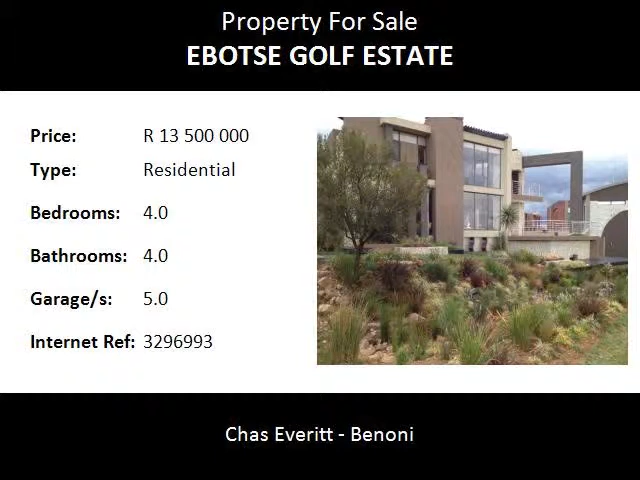 Property For Sale
EBOTSE GOLF ESTATE
Price: R 13 500 000
Type: Residential
Bedrooms: 4.0
Bathrooms: 4.0
Garage/s: 5.0
Internet Ref: 3296993
Chas Everitt - Benoni